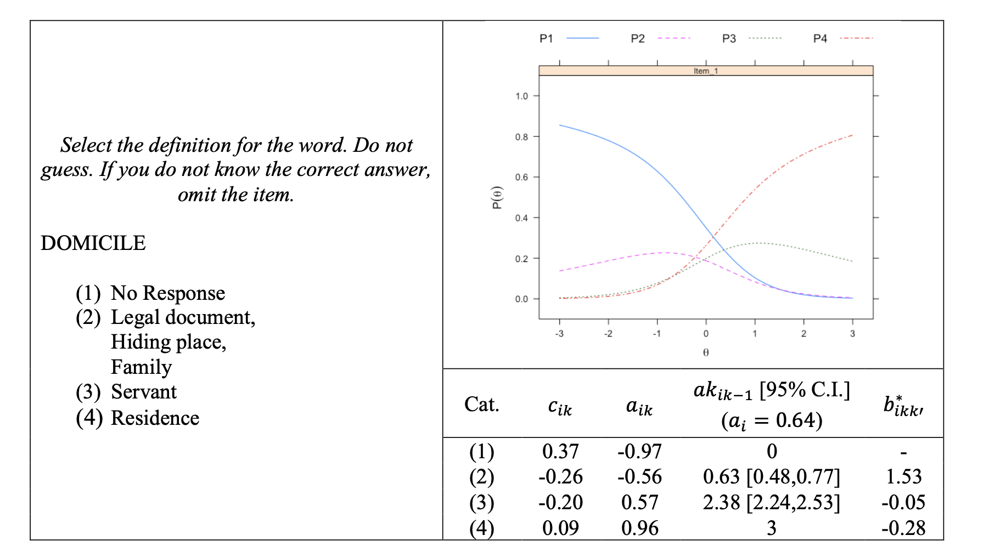 Select the definition for the word. Do not
guess. If you do not know the correct answer,
omit the item.
DOMICILE
(1) No Response
(2) Legal document,
Hiding place,
Family
(3) Servant
(4) Residence
P1 P2 P3 P4
Item_1
1.0
0.8
0.6
0.4
0.2
0.0
P(θ)
-3 -2 -1 0 1 2 3
θ
Cat. c_{ik} a_{ik} ak_{ik−1} [95% C.I.] (a_i = 0.64) b^*_{ikk′}
(1) 0.37 -0.97 0 -
(2) -0.26 -0.56 0.63 [0.48,0.77] 1.53
(3) -0.20 0.57 2.38 [2.24,2.53] -0.05
(4) 0.09 0.96 3 -0.28